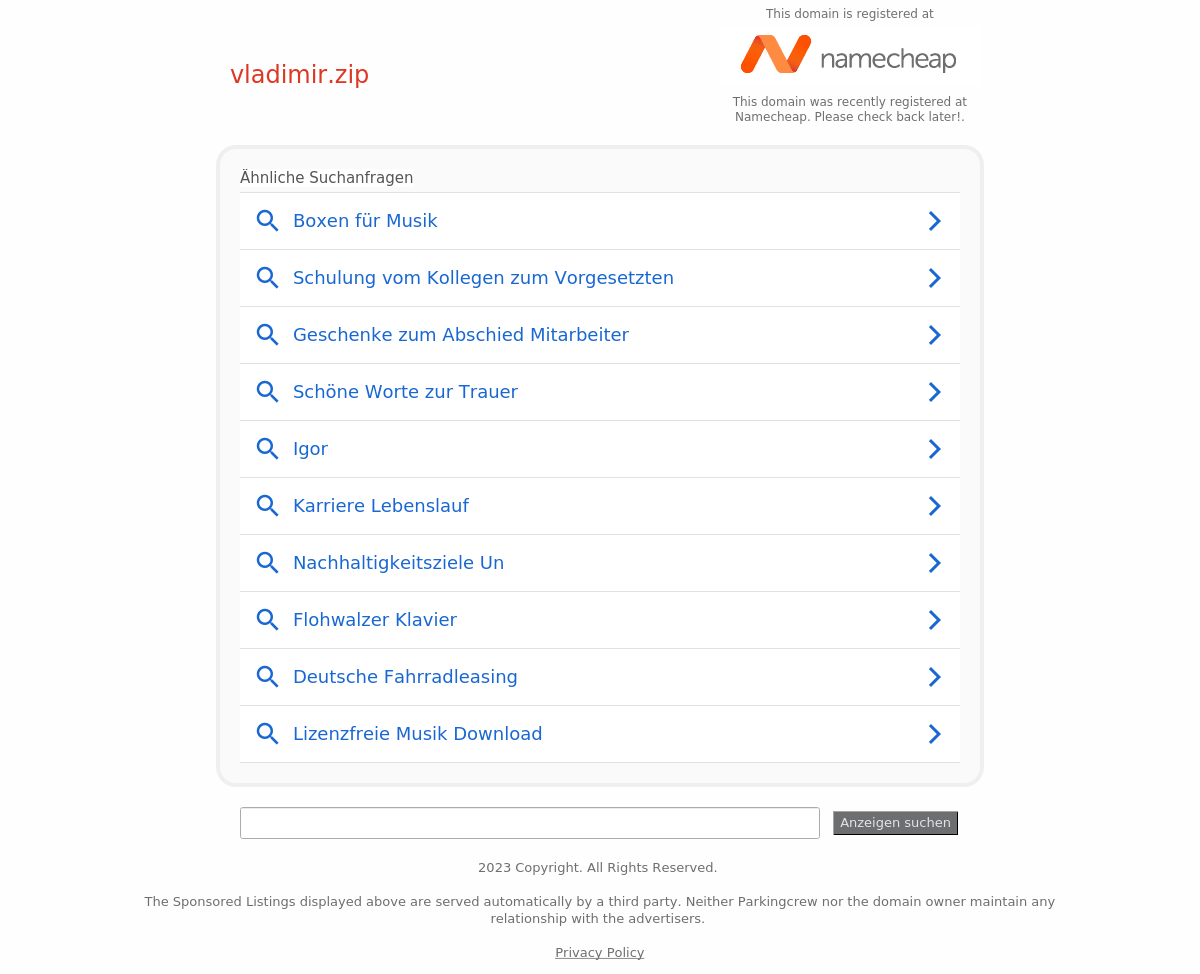 This domain is registered at
namecheap
vladimir.zip
This domain was recently registered at
Namecheap. Please check back later!.
Ähnliche Suchanfragen
Boxen für Musik
Schulung vom Kollegen zum Vorgesetzten
Geschenke zum Abschied Mitarbeiter
Schöne Worte zur Trauer
Igor
Karriere Lebenslauf
Nachhaltigkeitsziele Un
Flohwalzer Klavier
Deutsche Fahrradleasing
Lizenzfreie Musik Download
Anzeigen suchen
2023 Copyright. All Rights Reserved.
The Sponsored Listings displayed above are served automatically by a third party. Neither Parkingcrew nor the domain owner maintain any
relationship with the advertisers.
Privacy Policy